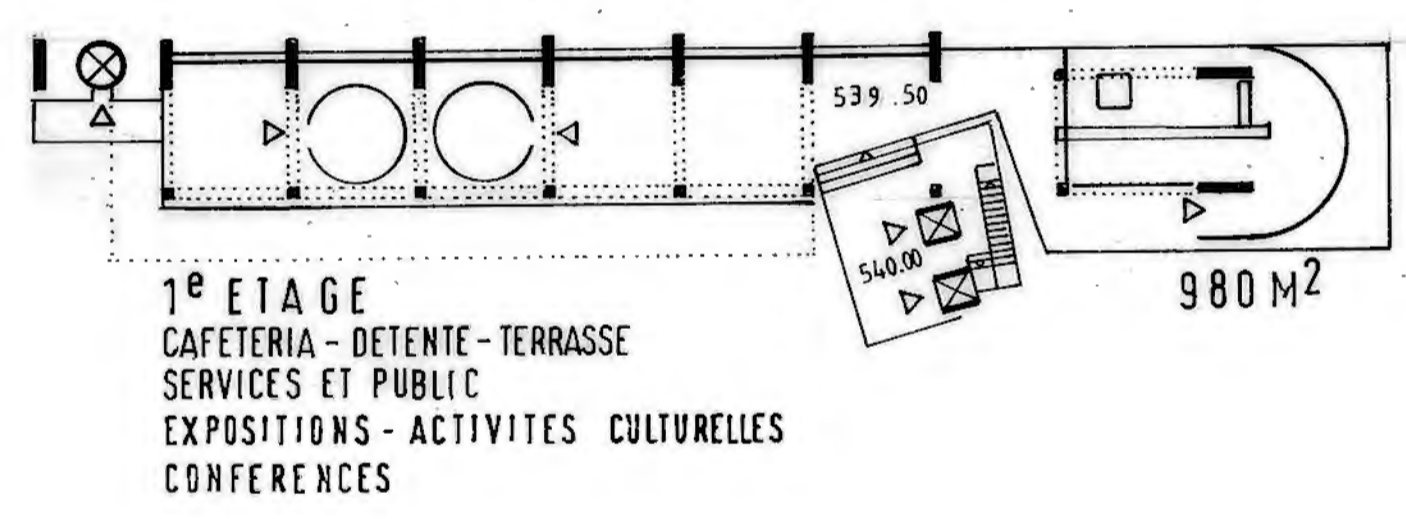 539.50
540.00
980 M2
1e ETAGE
CAFETERIA - DETENTE - TERRASSE
SERVICES ET PUBLIC
EXPOSITIONS - ACTIVITES CULTURELLES
CONFERENCES